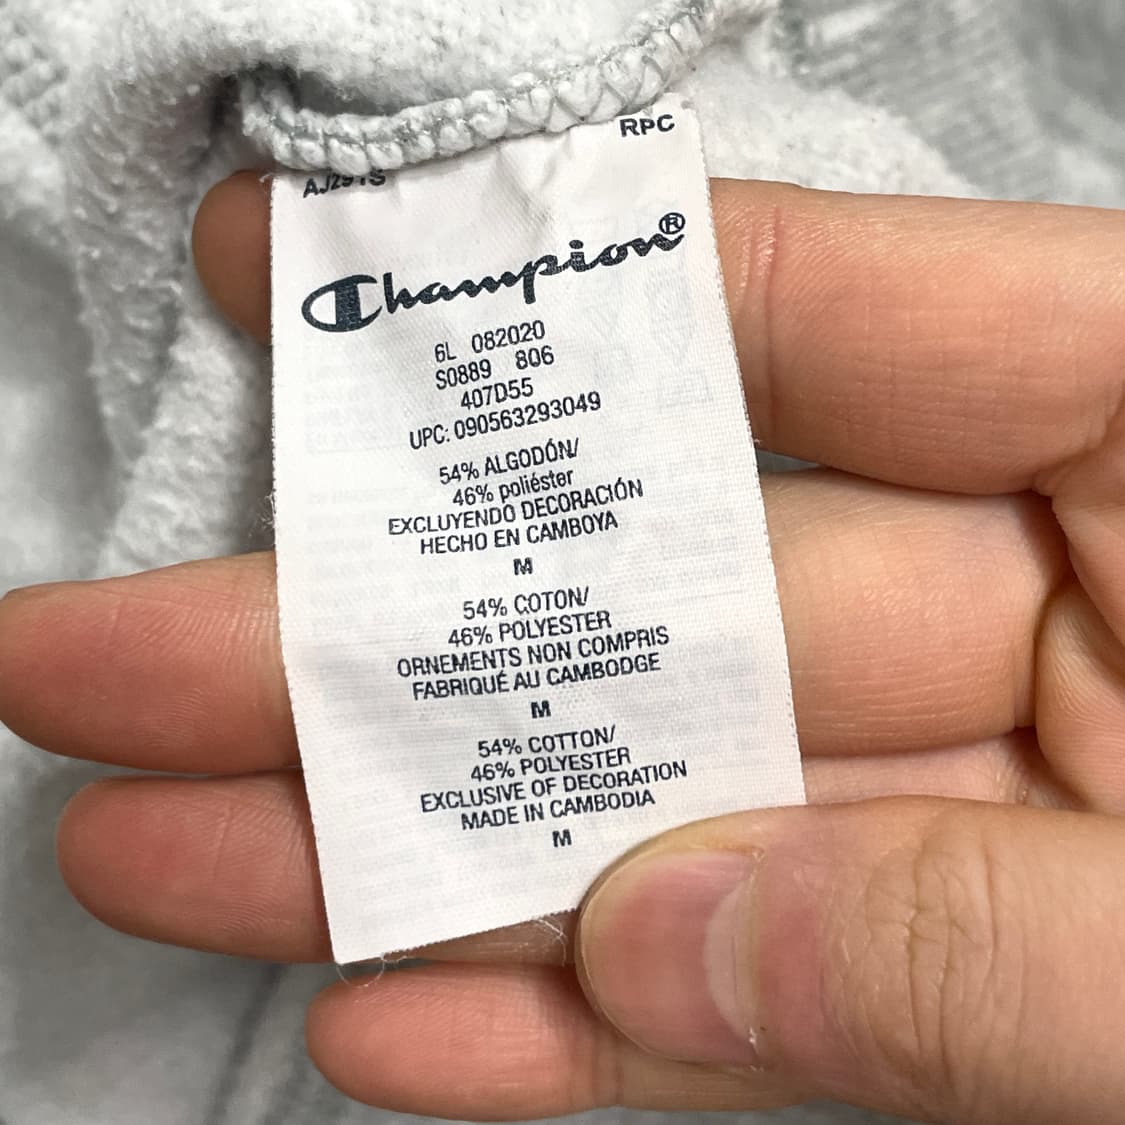 RPC
Champion®
6L 082020
S0889 806
407D55
UPC: 090563293049
54% ALGODÓN/
46% poliéster
EXCLUYENDO DECORACIÓN
HECHO EN CAMBOYA
M
54% COTON/
46% POLYESTER
ORNEMENTS NON COMPRIS
FABRIQUÉ AU CAMBODGE
M
54% COTTON/
46% POLYESTER
EXCLUSIVE OF DECORATION
MADE IN CAMBODIA
M